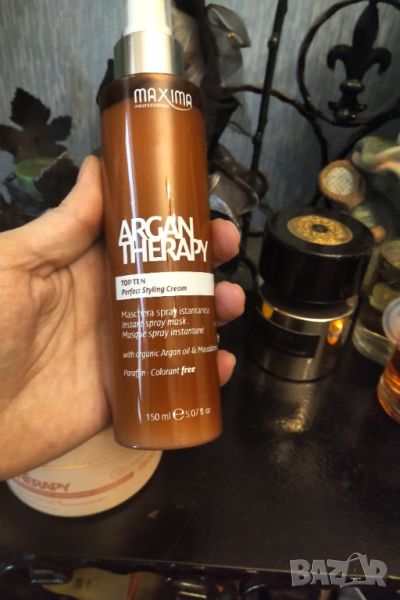 MAXIMA
PROFESSIONAL
ARGAN
THERAPY
TOP TEN
Perfect Styling Cream
Maschera spray istantanea
Instant spray mask
Masque spray instantané
with organic Argan oil &
Paraffin - Colorant free
150 ml ℮ 5.07 fl.oz
THERAPY
BAZAR.bg